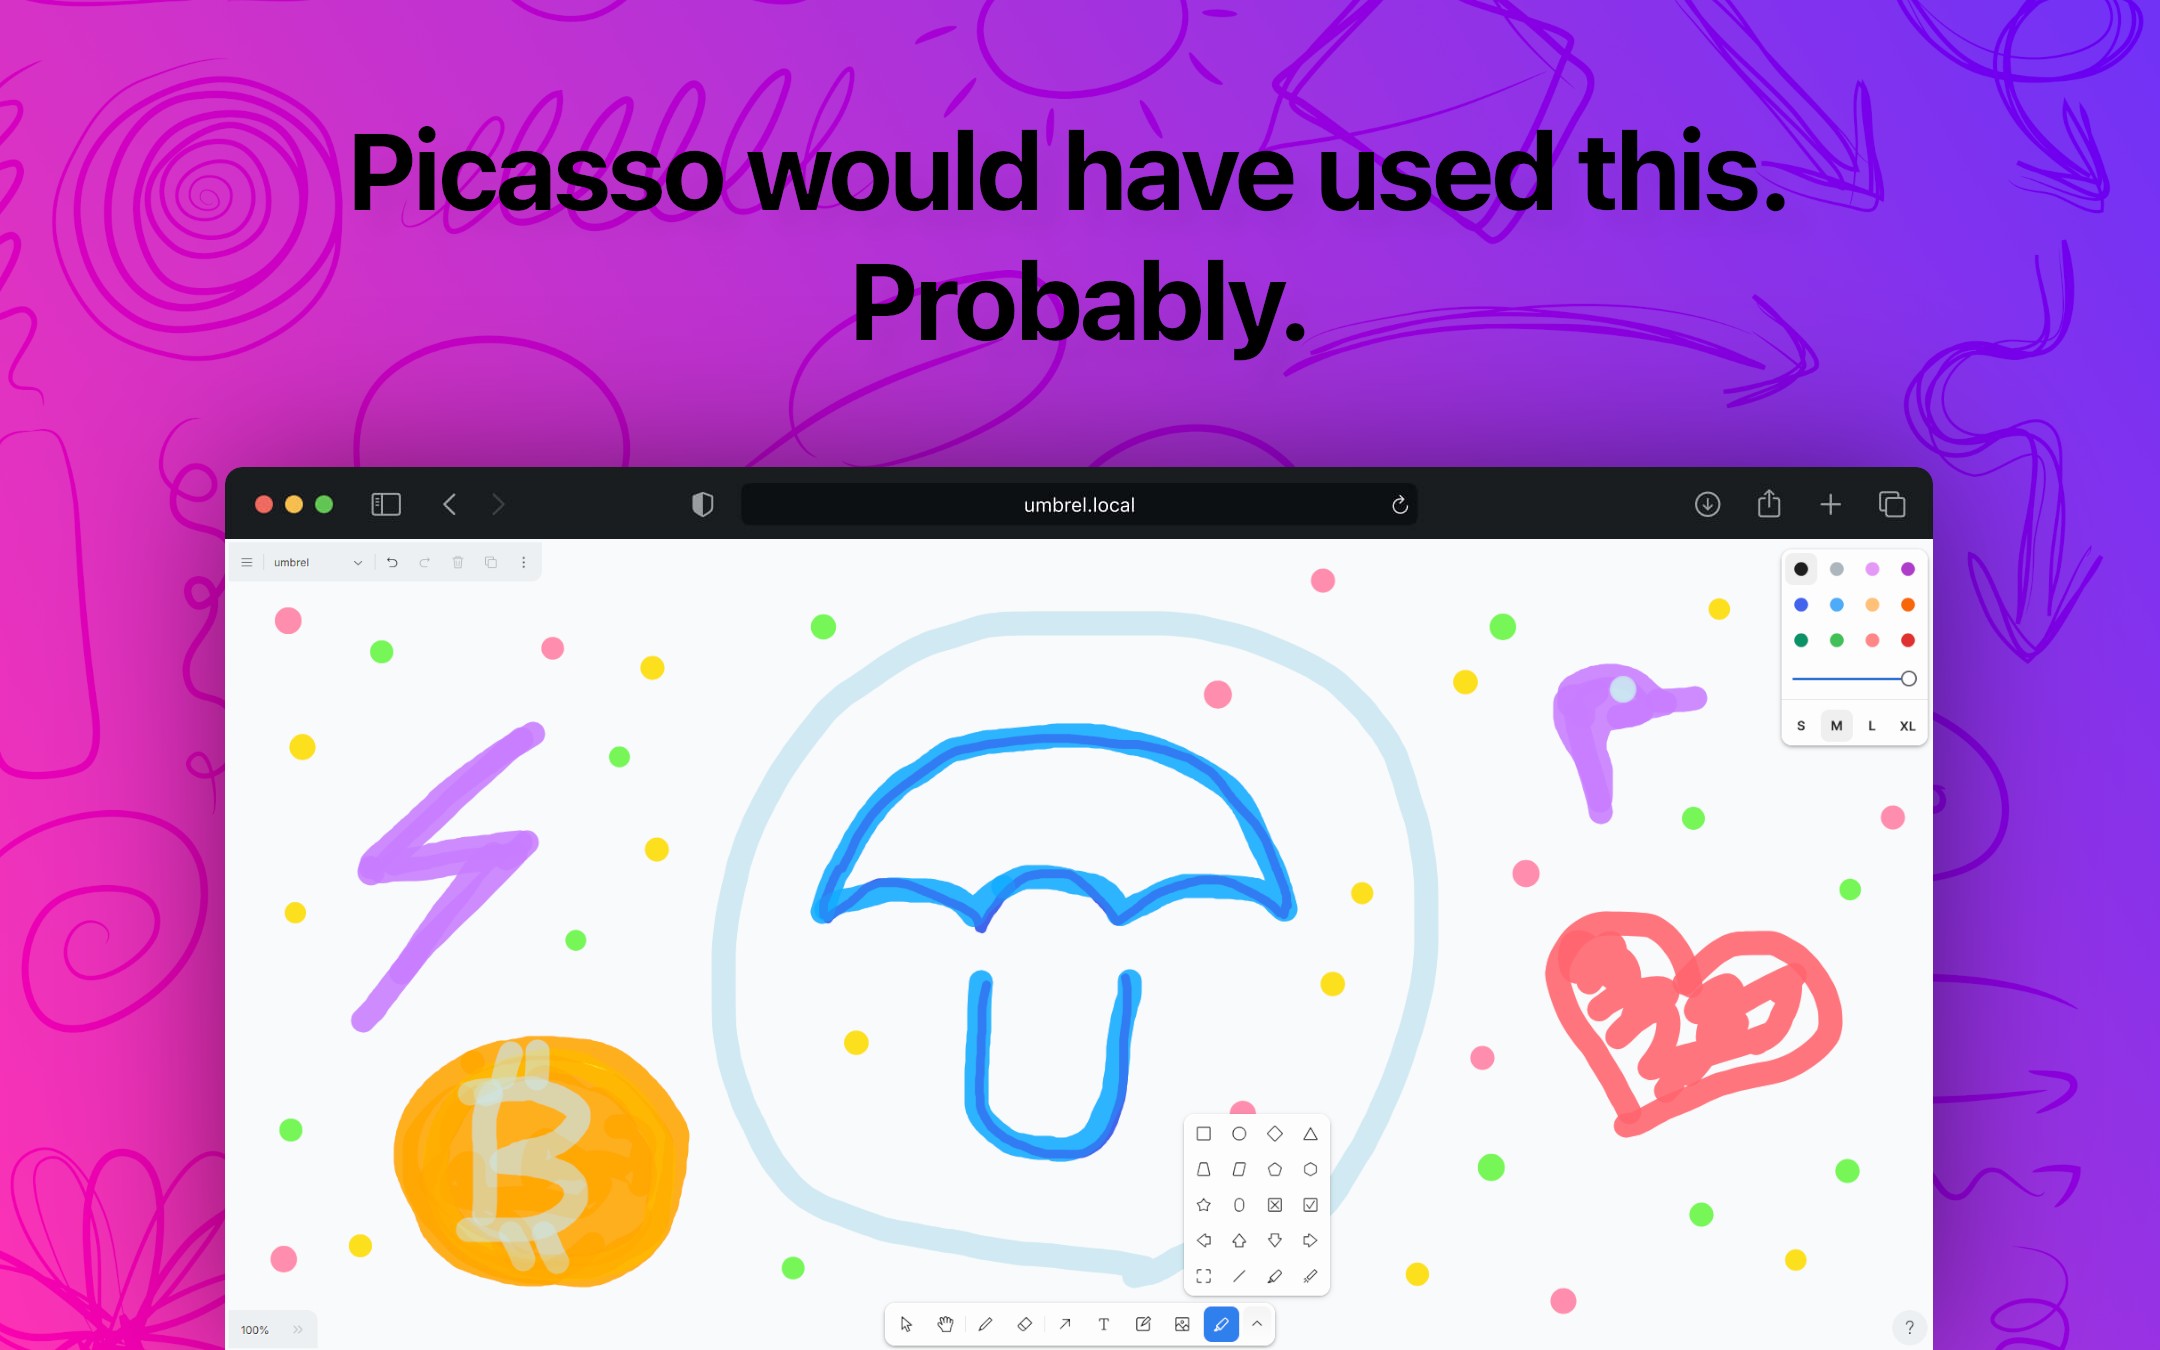 Picasso would have used this.
Probably.
umbrel.local
umbrel
S M L XL
B
100%
?